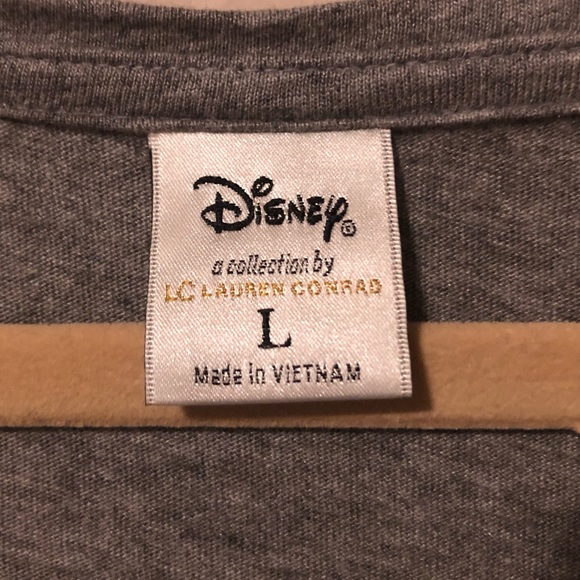 Disney®
a collection by
LC LAUREN CONRAD
L
Made in VIETNAM